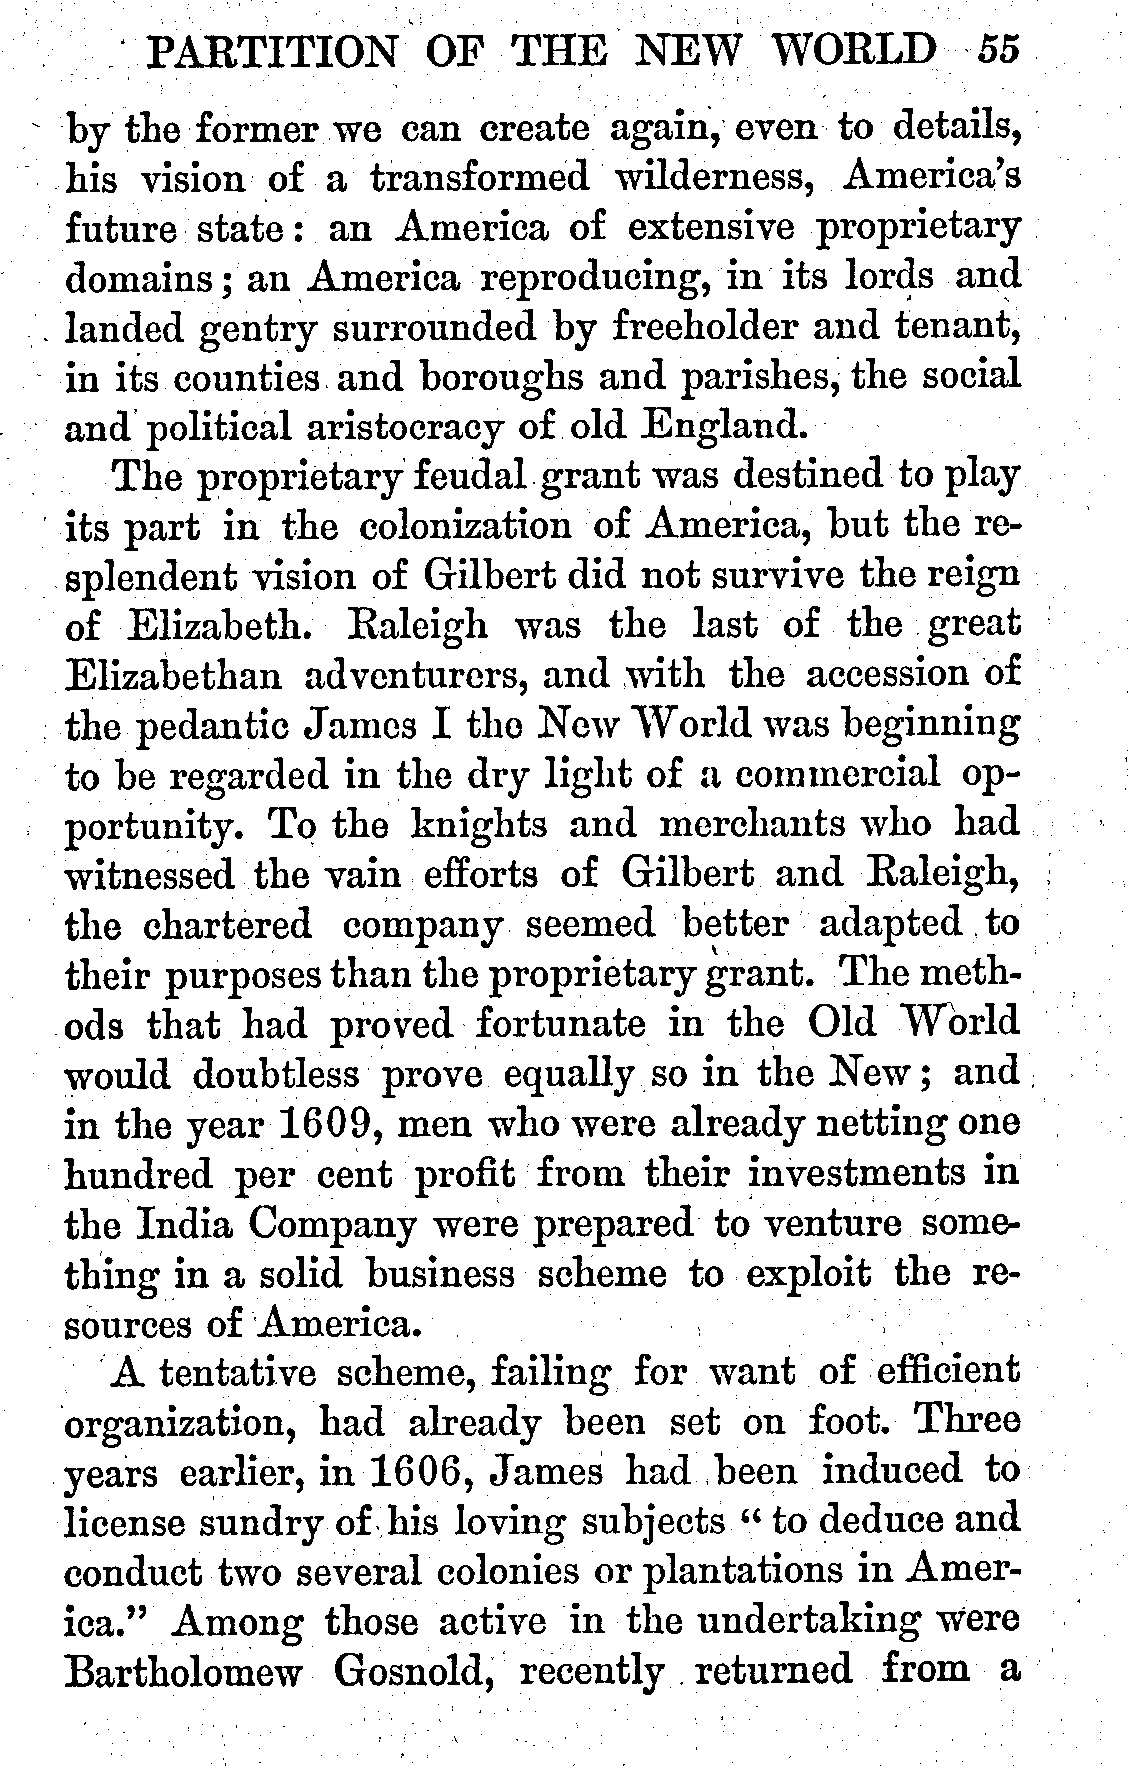 PARTITION OF THE NEW WORLD 55
by the former we can create again, even to details,
his vision of a transformed wilderness, America's
future state: an America of extensive proprietary
domains; an America reproducing, in its lords and
landed gentry surrounded by freeholder and tenant,
in its counties and boroughs and parishes, the social
and political aristocracy of old England.
The proprietary feudal grant was destined to play
its part in the colonization of America, but the re-
splendent vision of Gilbert did not survive the reign
of Elizabeth. Raleigh was the last of the great
Elizabethan adventurers, and with the accession of
the pedantic James I the New World was beginning
to be regarded in the dry light of a commercial op-
portunity. To the knights and merchants who had
witnessed the vain efforts of Gilbert and Raleigh,
the chartered company seemed better adapted to
their purposes than the proprietary grant. The meth-
ods that had proved fortunate in the Old World
would doubtless prove equally so in the New; and
in the year 1609, men who were already netting one
hundred per cent profit from their investments in
the India Company were prepared to venture some-
thing in a solid business scheme to exploit the re-
sources of America.
A tentative scheme, failing for want of efficient
organization, had already been set on foot. Three
years earlier, in 1606, James had been induced to
license sundry of his loving subjects “ to deduce and
conduct two several colonies or plantations in Amer-
ica.” Among those active in the undertaking were
Bartholomew Gosnold, recently returned from a